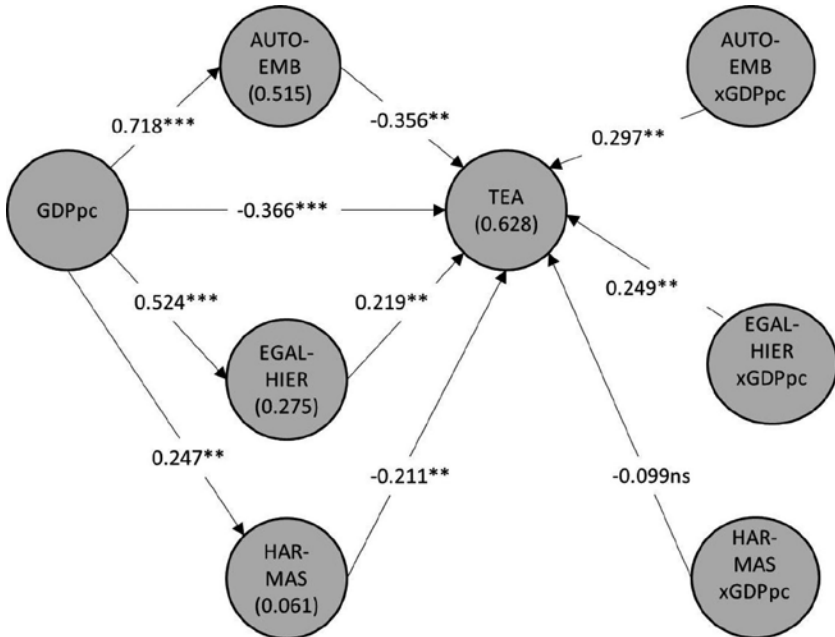 AUTO-
EMB
(0.515)
AUTO-
EMB
xGDPpc
0.718***
-0.356**
0.297**
GDPpc
-0.366***
TEA
(0.628)
0.524***
0.219**
0.249**
EGAL-
HIER
(0.275)
EGAL-
HIER
xGDPpc
0.247**
-0.211**
-0.099ns
HAR-
MAS
(0.061)
HAR-
MAS
xGDPpc